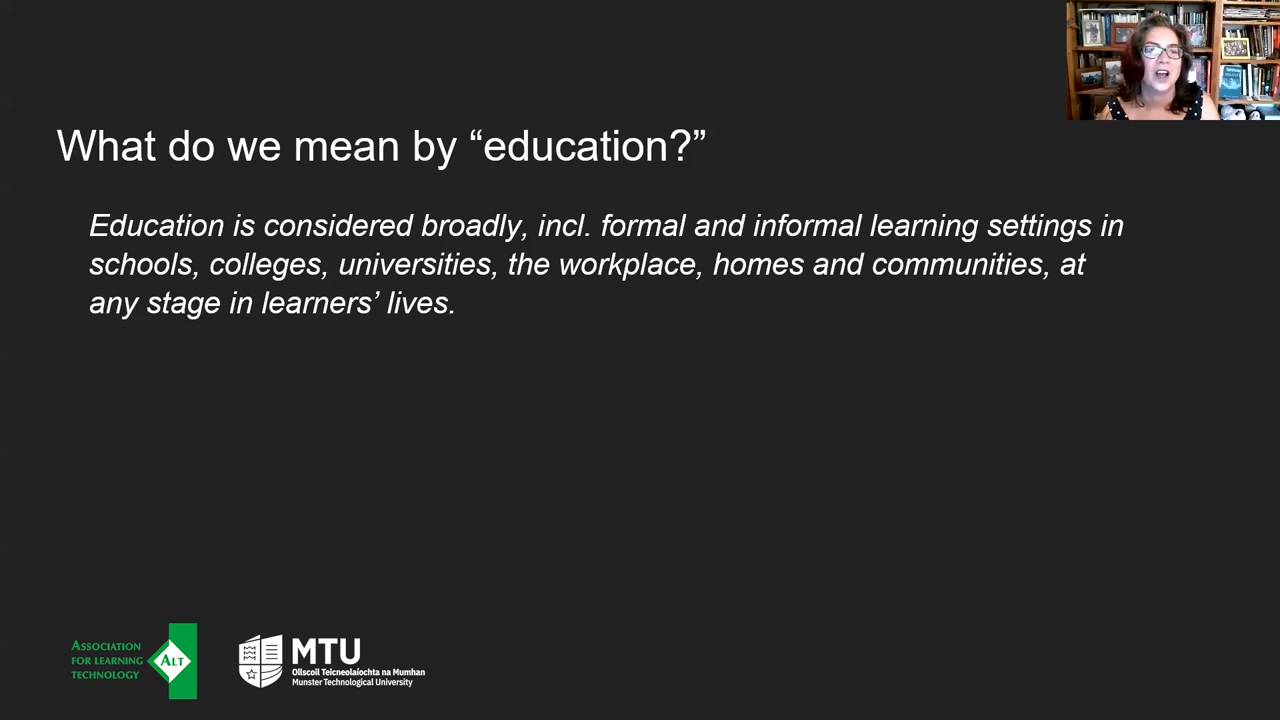 What do we mean by “education?”
Education is considered broadly, incl. formal and informal learning settings in
schools, colleges, universities, the workplace, homes and communities, at
any stage in learners’ lives.
ASSOCIATION
FOR LEARNING
TECHNOLOGY
ALT
MTU
Ollscoil Teicneolaíochta na Mumhan
Munster Technological University